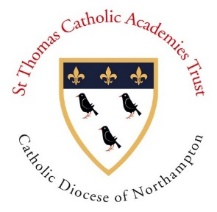 St Thomas Catholic Academies Trust
Catholic Diocese of Northampton